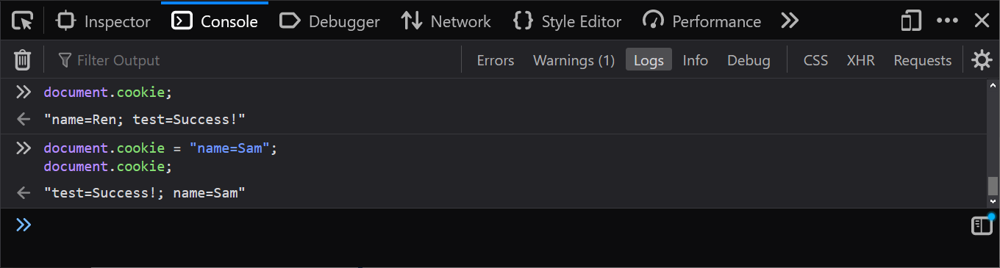 Inspector Console Debugger Network {} Style Editor Performance
Filter Output Errors Warnings (1) Logs Info Debug CSS XHR Requests
document.cookie;
"name=Ren; test=Success!"
document.cookie = "name=Sam";
document.cookie;
"test=Success!; name=Sam"